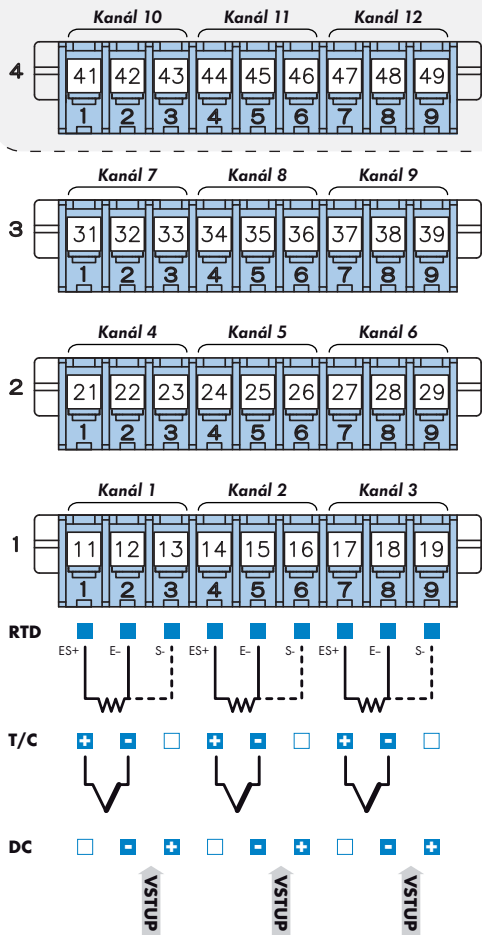 Kanál 10 Kanál 11 Kanál 12
4 41 42 43 44 45 46 47 48 49
1 2 3 4 5 6 7 8 9
Kanál 7 Kanál 8 Kanál 9
3 31 32 33 34 35 36 37 38 39
1 2 3 4 5 6 7 8 9
Kanál 4 Kanál 5 Kanál 6
2 21 22 23 24 25 26 27 28 29
1 2 3 4 5 6 7 8 9
Kanál 1 Kanál 2 Kanál 3
1 11 12 13 14 15 16 17 18 19
1 2 3 4 5 6 7 8 9
RTD
ES+ E- S- ES+ E- S- ES+ E- S-
T/C + - + - + -
DC - + - + - +
VSTUP VSTUP VSTUP